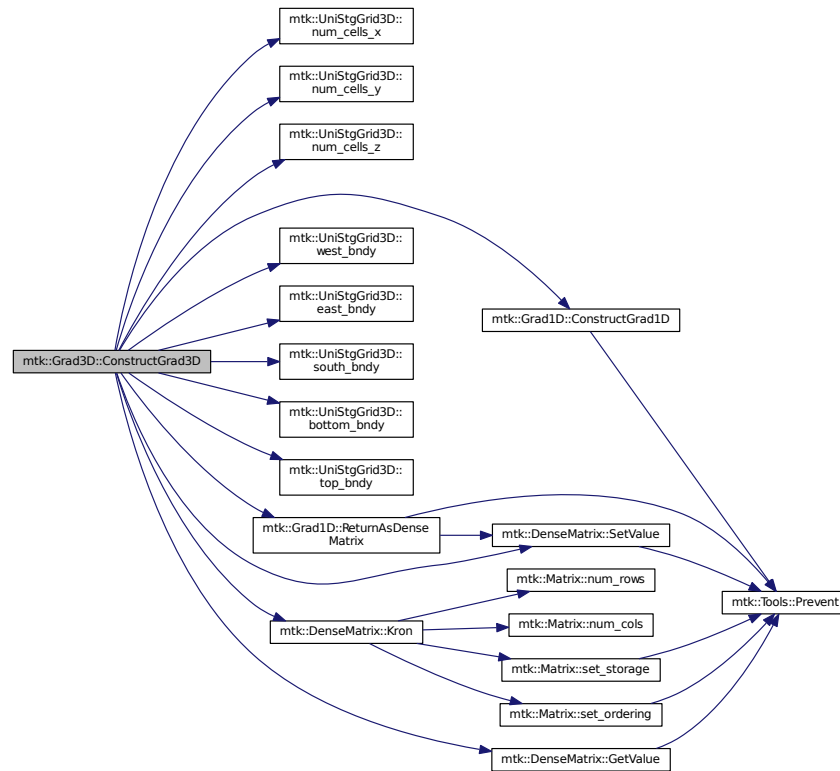 mtk::UniStgGrid3D::
num_cells_x
mtk::UniStgGrid3D::
num_cells_y
mtk::UniStgGrid3D::
num_cells_z
mtk::UniStgGrid3D::
west_bndy
mtk::UniStgGrid3D::
east_bndy
mtk::Grad1D::ConstructGrad1D
mtk::Grad3D::ConstructGrad3D
mtk::UniStgGrid3D::
south_bndy
mtk::UniStgGrid3D::
bottom_bndy
mtk::UniStgGrid3D::
top_bndy
mtk::Grad1D::ReturnAsDense
Matrix
mtk::DenseMatrix::SetValue
mtk::Matrix::num_rows
mtk::Tools::Prevent
mtk::DenseMatrix::Kron
mtk::Matrix::num_cols
mtk::Matrix::set_storage
mtk::Matrix::set_ordering
mtk::DenseMatrix::GetValue